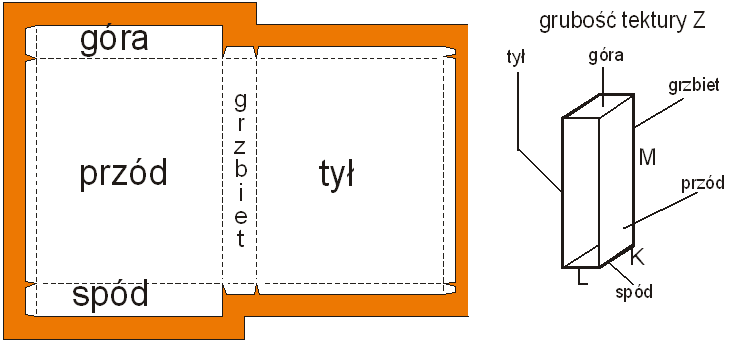 góra
przód
grzbiet
tył
spód
grubość tektury Z
tył
góra
grzbiet
M
przód
K
L
spód